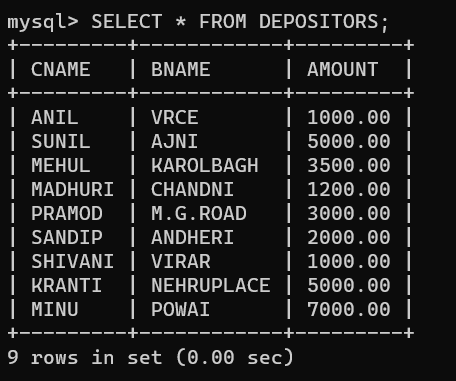 mysql> SELECT * FROM DEPOSITORS;
+---------+------------+---------+
| CNAME   | BNAME      | AMOUNT  |
+---------+------------+---------+
| ANIL    | VRCE       | 1000.00 |
| SUNIL   | AJNI       | 5000.00 |
| MEHUL   | KAROLBAGH  | 3500.00 |
| MADHURI | CHANDNI    | 1200.00 |
| PRAMOD  | M.G.ROAD   | 3000.00 |
| SANDIP  | ANDHERI    | 2000.00 |
| SHIVANI | VIRAR      | 1000.00 |
| KRANTI  | NEHRUPLACE | 5000.00 |
| MINU    | POWAI      | 7000.00 |
+---------+------------+---------+
9 rows in set (0.00 sec)